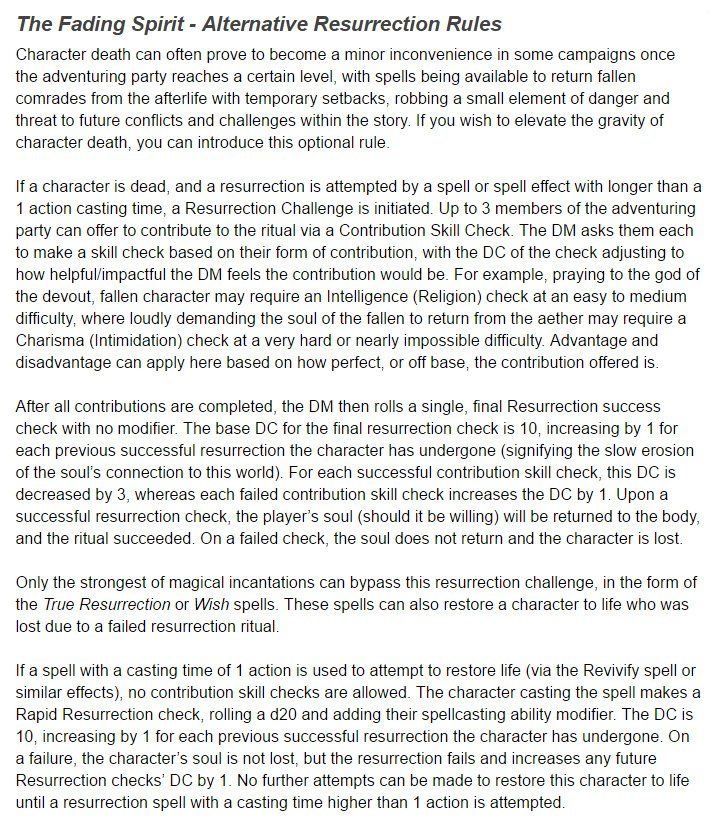 The Fading Spirit - Alternative Resurrection Rules
Character death can often prove to become a minor inconvenience in some campaigns once
the adventuring party reaches a certain level, with spells being available to return fallen
comrades from the afterlife with temporary setbacks, robbing a small element of danger and
threat to future conflicts and challenges within the story. If you wish to elevate the gravity of
character death, you can introduce this optional rule.
If a character is dead, and a resurrection is attempted by a spell or spell effect with longer than a
1 action casting time, a Resurrection Challenge is initiated. Up to 3 members of the adventuring
party can offer to contribute to the ritual via a Contribution Skill Check. The DM asks them each
to make a skill check based on their form of contribution, with the DC of the check adjusting to
how helpful/impactful the DM feels the contribution would be. For example, praying to the god of
the devout, fallen character may require an Intelligence (Religion) check at an easy to medium
difficulty, where loudly demanding the soul of the fallen to return from the aether may require a
Charisma (Intimidation) check at a very hard or nearly impossible difficulty. Advantage and
disadvantage can apply here based on how perfect, or off base, the contribution offered is.
After all contributions are completed, the DM then rolls a single, final Resurrection success
check with no modifier. The base DC for the final resurrection check is 10, increasing by 1 for
each previous successful resurrection the character has undergone (signifying the slow erosion
of the soul's connection to this world). For each successful contribution skill check, this DC is
decreased by 3, whereas each failed contribution skill check increases the DC by 1. Upon a
successful resurrection check, the player's soul (should it be willing) will be returned to the body,
and the ritual succeeded. On a failed check, the soul does not return and the character is lost.
Only the strongest of magical incantations can bypass this resurrection challenge, in the form of
the True Resurrection or Wish spells. These spells can also restore a character to life who was
lost due to a failed resurrection ritual.
If a spell with a casting time of 1 action is used to attempt to restore life (via the Revivify spell or
similar effects), no contribution skill checks are allowed. The character casting the spell makes a
Rapid Resurrection check, rolling a d20 and adding their spellcasting ability modifier. The DC is
10, increasing by 1 for each previous successful resurrection the character has undergone. On
a failure, the character's soul is not lost, but the resurrection fails and increases any future
Resurrection checks' DC by 1. No further attempts can be made to restore this character to life
until a resurrection spell with a casting time higher than 1 action is attempted.